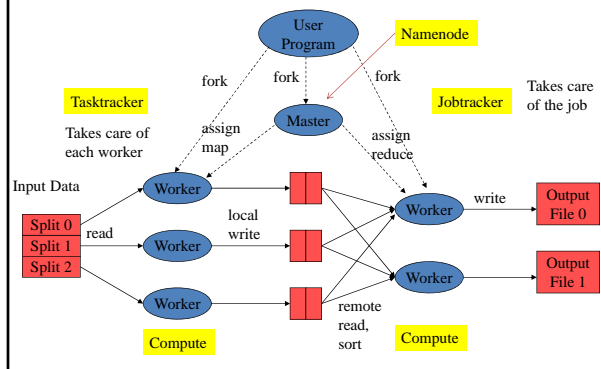 User
Program
Namenode
fork
fork
fork
Tasktracker
Jobtracker
Takes care
of the job
Master
Takes care of
each worker
assign
map
assign
reduce
Input Data
Worker
Worker
write
Output
File 0
Split 0
Split 1
Split 2
read
local
write
Worker
Worker
Output
File 1
Worker
remote
read,
sort
Compute
Compute